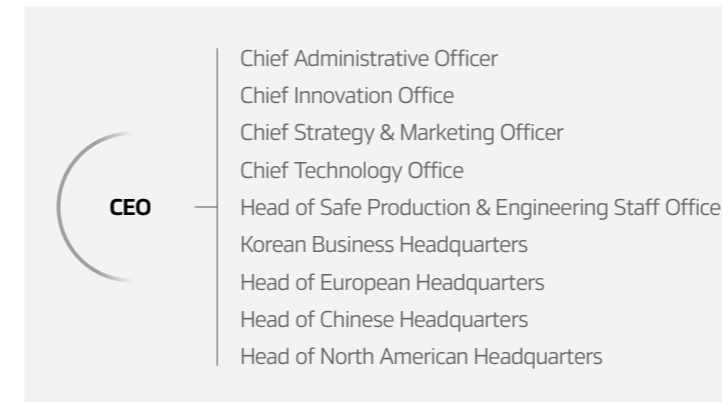 Chief Administrative Officer
Chief Innovation Office
Chief Strategy & Marketing Officer
Chief Technology Office
CEO
Head of Safe Production & Engineering Staff Office
Korean Business Headquarters
Head of European Headquarters
Head of Chinese Headquarters
Head of North American Headquarters